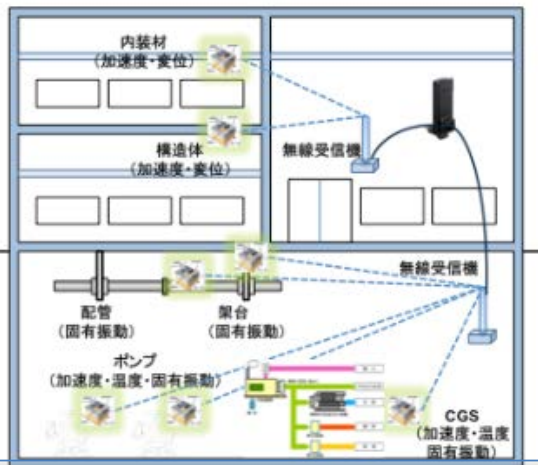 内装材
(加速度・変位)
構造体
(加速度・変位)
無線受信機
無線受信機
配管
(固有振動)
架台
(固有振動)
ポンプ
(加速度・温度・固有振動)
CGS
(加速度・温度
固有振動)